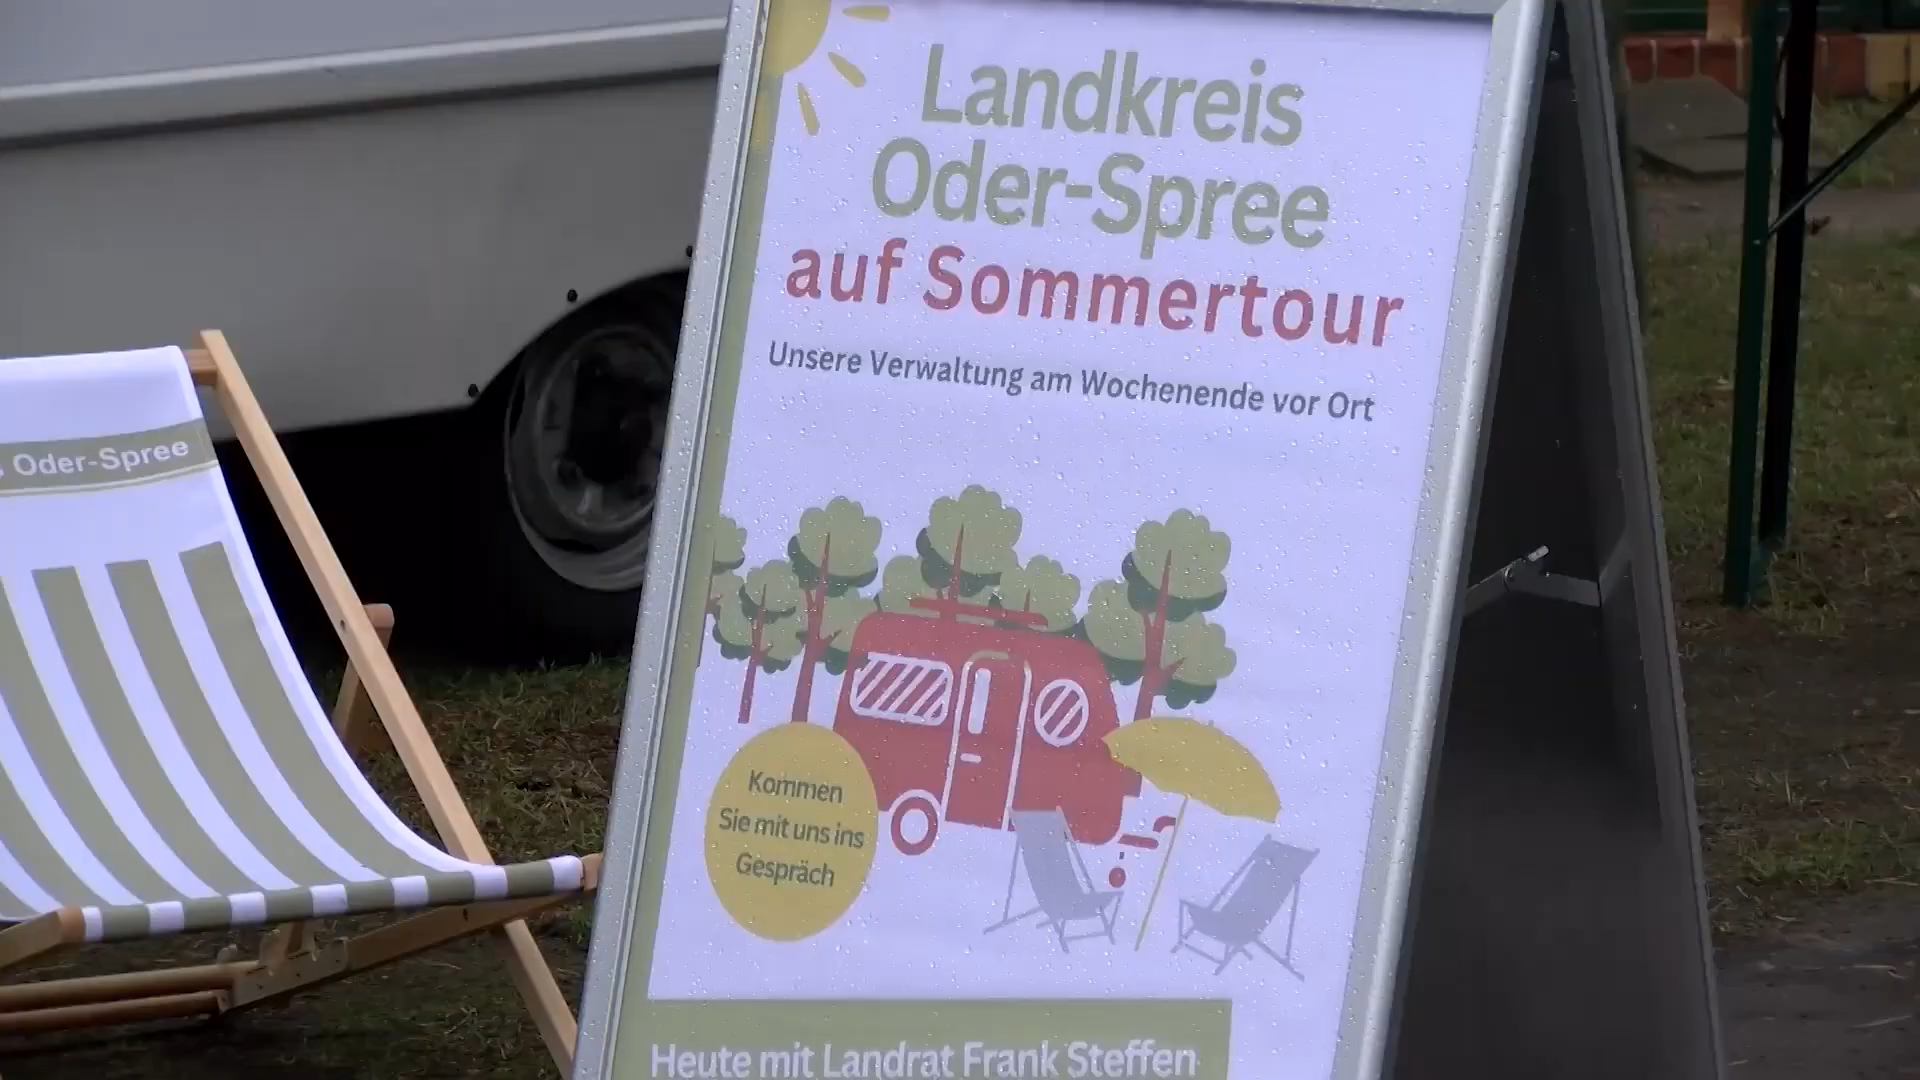 Landkreis
Oder-Spree
auf Sommertour
Unsere Verwaltung am Wochenende vor Ort
Oder-Spree
Kommen
Sie mit uns ins
Gespräch
Heute mit Landrat Frank Steffen